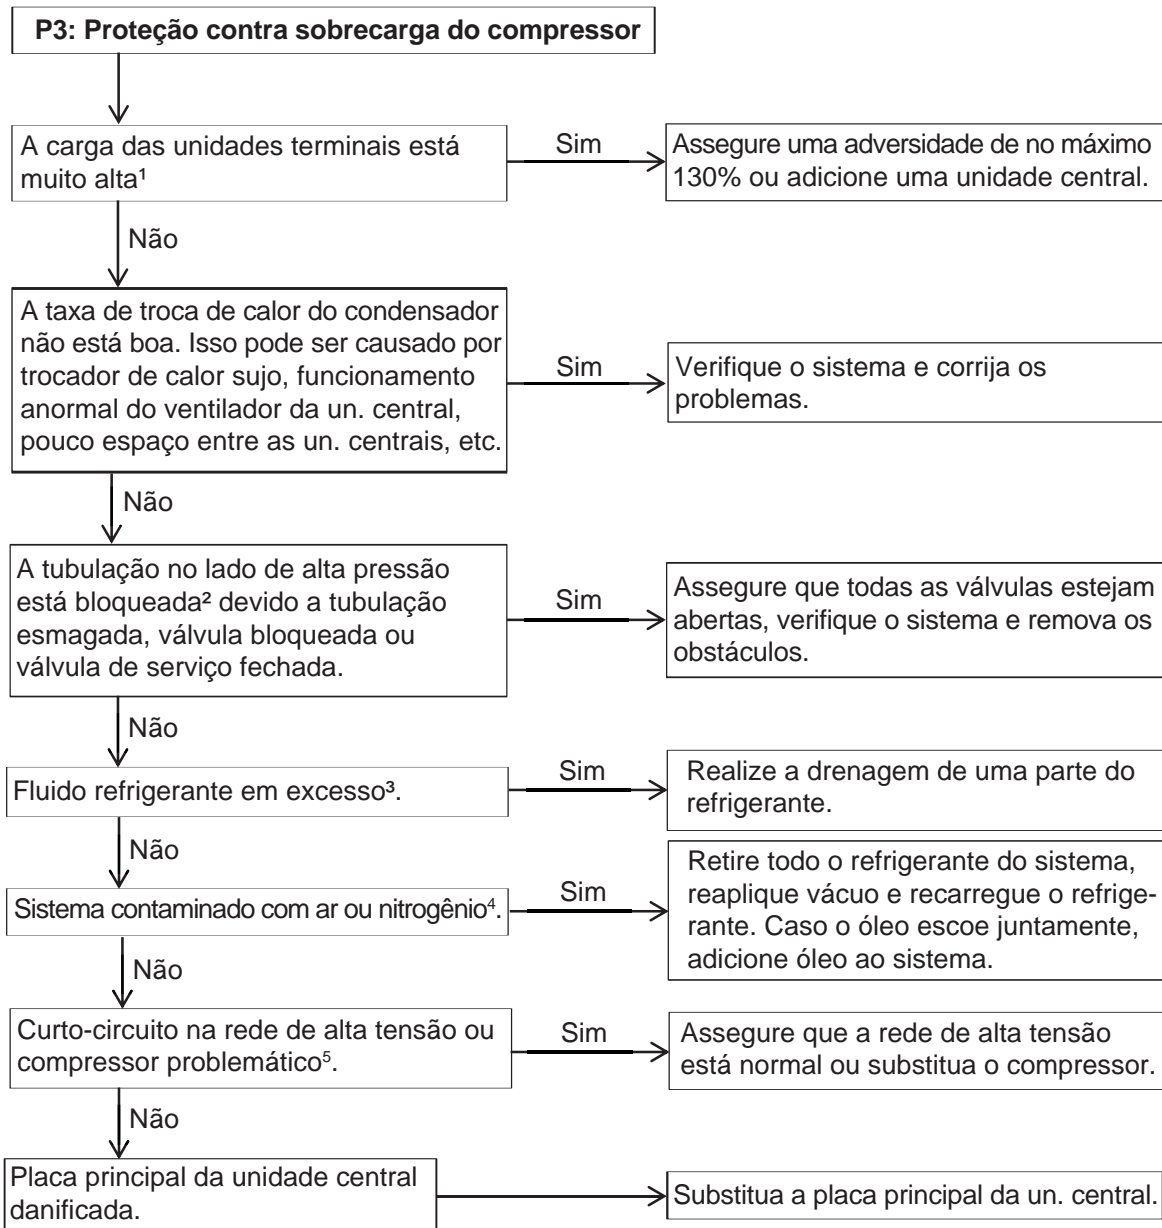 P3: Proteção contra sobrecarga do compressor
A carga das unidades terminais está
muito alta¹
Sim
Assegure uma adversidade de no máximo
130% ou adicione uma unidade central.
Não
A taxa de troca de calor do condensador
não está boa. Isso pode ser causado por
trocador de calor sujo, funcionamento
anormal do ventilador da un. central,
pouco espaço entre as un. centrais, etc.
Sim
Verifique o sistema e corrija os
problemas.
Não
A tubulação no lado de alta pressão
está bloqueada² devido a tubulação
esmagada, válvula bloqueada ou
válvula de serviço fechada.
Sim
Assegure que todas as válvulas estejam
abertas, verifique o sistema e remova os
obstáculos.
Não
Fluido refrigerante em excesso³.
Sim
Realize a drenagem de uma parte do
refrigerante.
Não
Sistema contaminado com ar ou nitrogênio⁴.
Sim
Retire todo o refrigerante do sistema,
reaplique vácuo e recarregue o refrige-
rante. Caso o óleo escoe juntamente,
adicione óleo ao sistema.
Não
Curto-circuito na rede de alta tensão ou
compressor problemático⁵.
Sim
Assegure que a rede de alta tensão
está normal ou substitua o compressor.
Não
Placa principal da unidade central
danificada.
Substitua a placa principal da un. central.